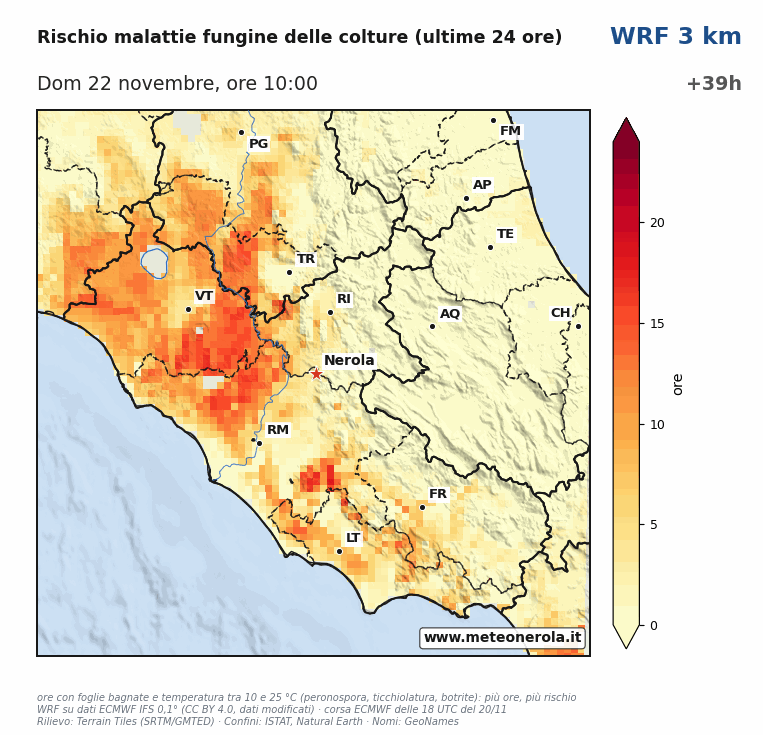 Rischio malattie fungine delle colture (ultime 24 ore)
WRF 3 km
Dom 22 novembre, ore 10:00
+39h
FM
PG
AP
TE
TR
VT
RI
AQ
CH
Nerola
RM
FR
LT
www.meteonerola.it
20
15
10
5
0
ore
ore con foglie bagnate e temperatura tra 10 e 25 °C (peronospora, ticchiolatura, botrite): più ore, più rischio
WRF su dati ECMWF IFS 0,1° (CC BY 4.0, dati modificati) · corsa ECMWF delle 18 UTC del 20/11
Rilievo: Terrain Tiles (SRTM/GMTED) · Confini: ISTAT, Natural Earth · Nomi: GeoNames